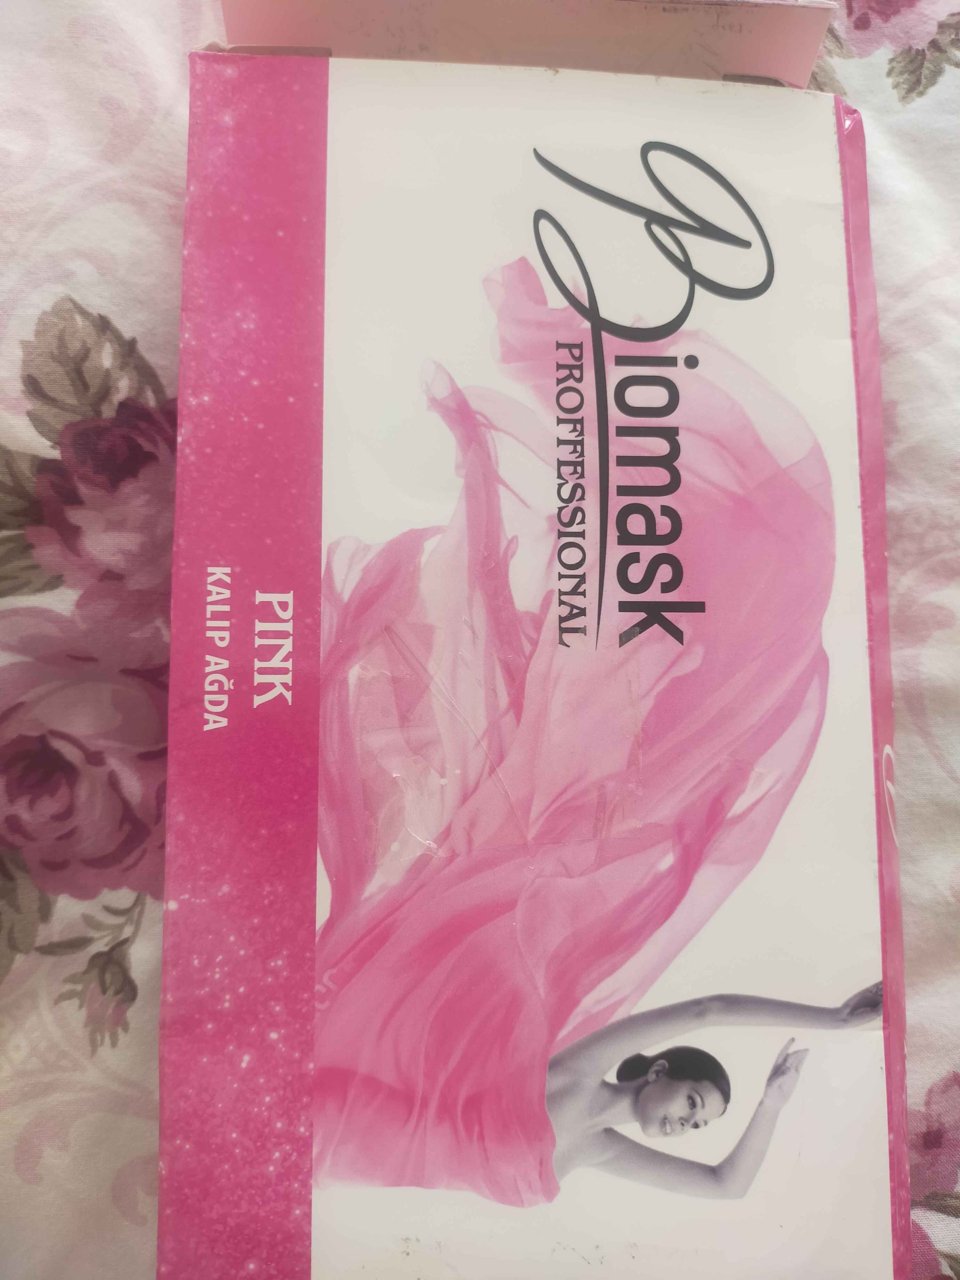 Biomask
PROFFESSIONAL
PINK
KALIP AĞDA